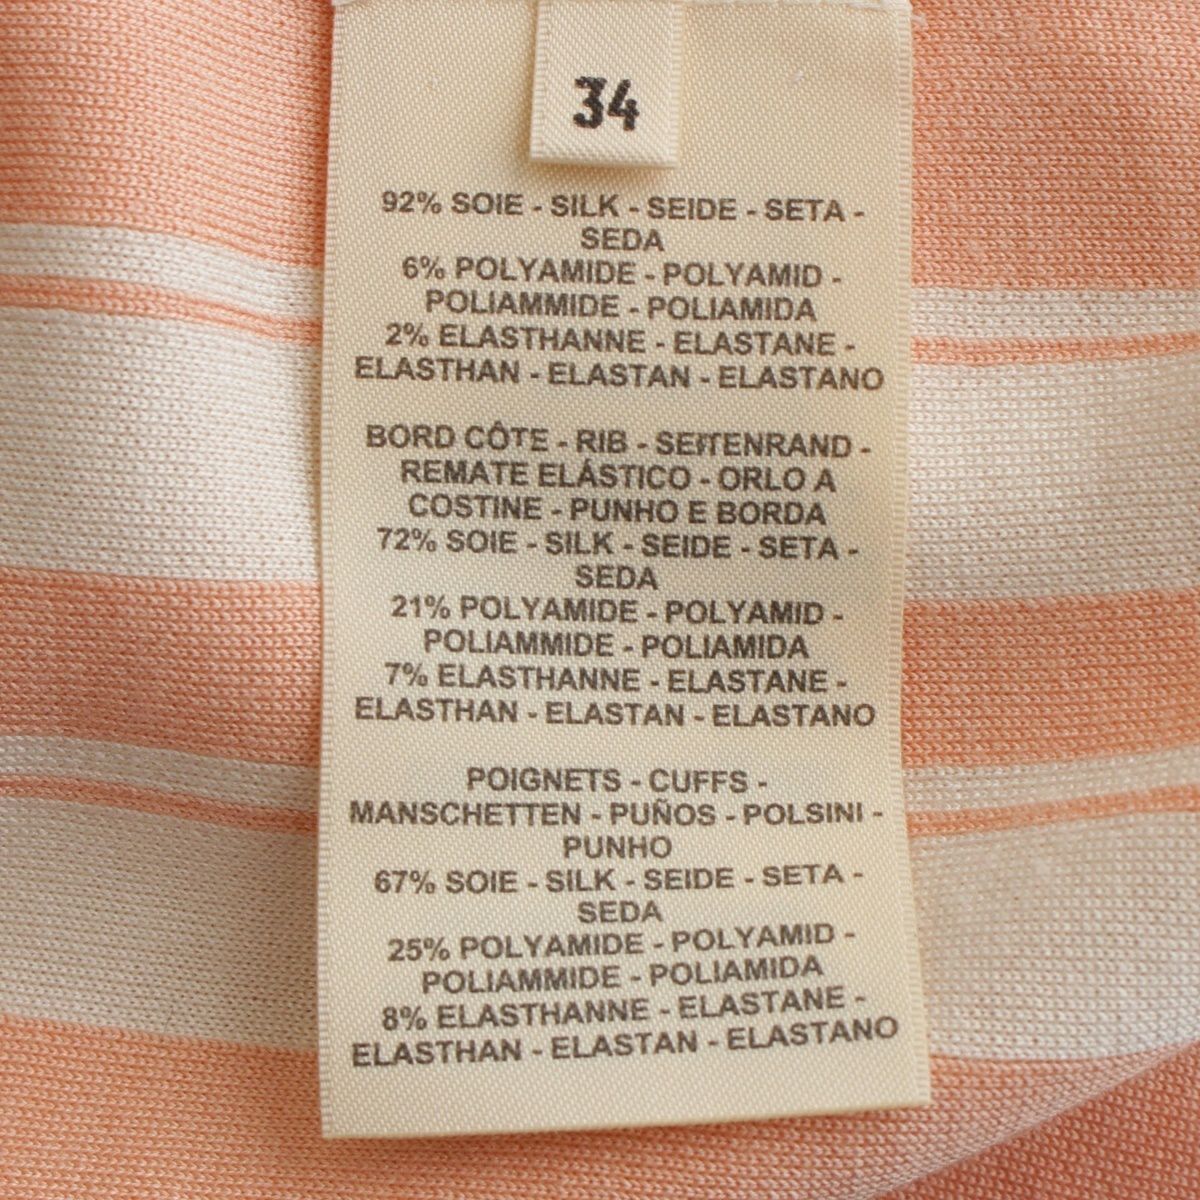 34
92% SOIE - SILK - SEIDE - SETA -
SEDA
6% POLYAMIDE - POLYAMID -
POLIAMMIDE - POLIAMIDA
2% ELASTHANNE - ELASTANE -
ELASTHAN - ELASTAN - ELASTANO
BORD CÔTE - RIB - SEITENRAND -
REMATE ELÁSTICO - ORLO A
COSTINE - PUNHO E BORDA
72% SOIE - SILK - SEIDE - SETA -
SEDA
21% POLYAMIDE - POLYAMID -
POLIAMMIDE - POLIAMIDA
7% ELASTHANNE - ELASTANE -
ELASTHAN - ELASTAN - ELASTANO
POIGNETS - CUFFS -
MANSCHETTEN - PUÑOS - POLSINI -
PUNHO
67% SOIE - SILK - SEIDE - SETA -
SEDA
25% POLYAMIDE - POLYAMID -
POLIAMMIDE - POLIAMIDA
8% ELASTHANNE - ELASTANE -
ELASTHAN - ELASTAN - ELASTANO